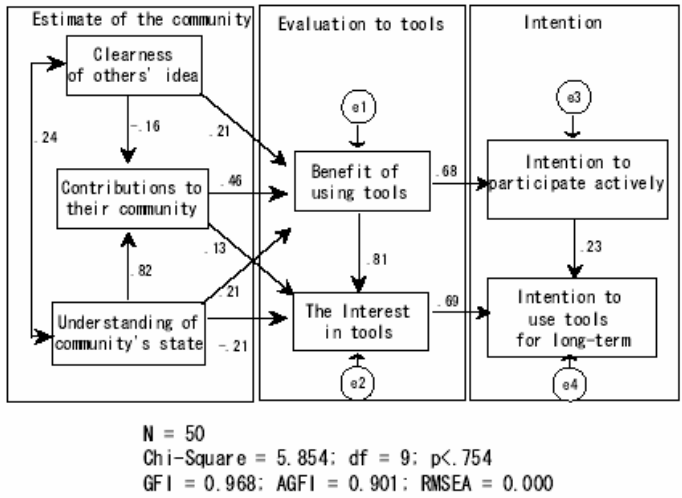 Estimate of the community
Evaluation to tools
Intention
Clearness
of others' idea
e1
e3
.24
-.16
.21
Contributions to
their community
.46
Benefit of
using tools
.68
Intention to
participate actively
.82
.13
.81
.23
Understanding of
community's state
.21
-.21
The Interest
in tools
.69
Intention to
use tools
for long-term
e2
e4
N = 50
Chi-Square = 5.854; df = 9; p<.754
GFI = 0.968; AGFI = 0.901; RMSEA = 0.000